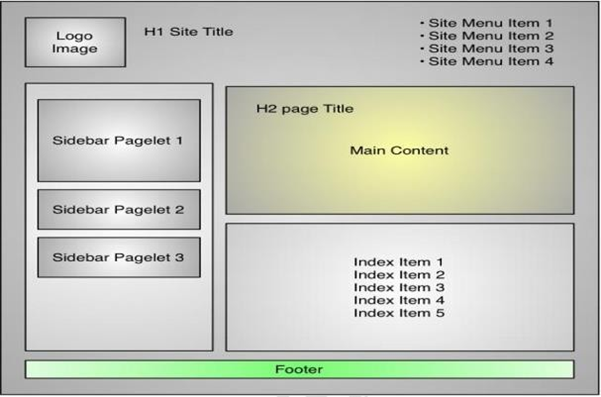 Logo
Image
H1 Site Title
• Site Menu Item 1
• Site Menu Item 2
• Site Menu Item 3
• Site Menu Item 4
Sidebar Pagelet 1
Sidebar Pagelet 2
Sidebar Pagelet 3
H2 page Title
Main Content
Index Item 1
Index Item 2
Index Item 3
Index Item 4
Index Item 5
Footer